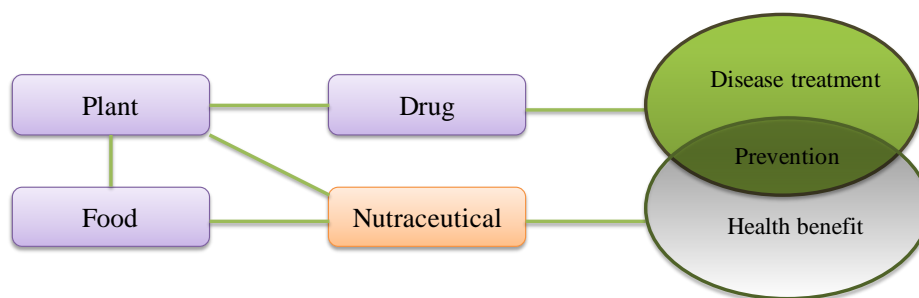 Plant
Drug
Disease treatment
Prevention
Food
Nutraceutical
Health benefit